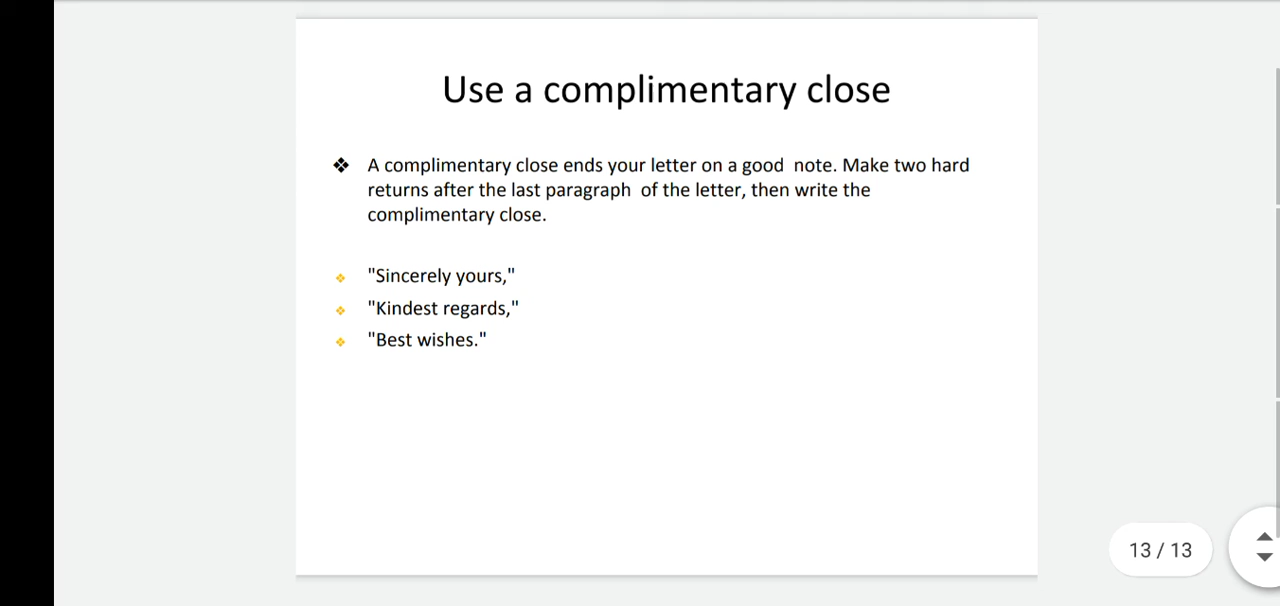 Use a complimentary close
❖ A complimentary close ends your letter on a good  note. Make two hard
returns after the last paragraph  of the letter, then write the
complimentary close.
❖ "Sincerely yours,"
❖ "Kindest regards,"
❖ "Best wishes."
13 / 13